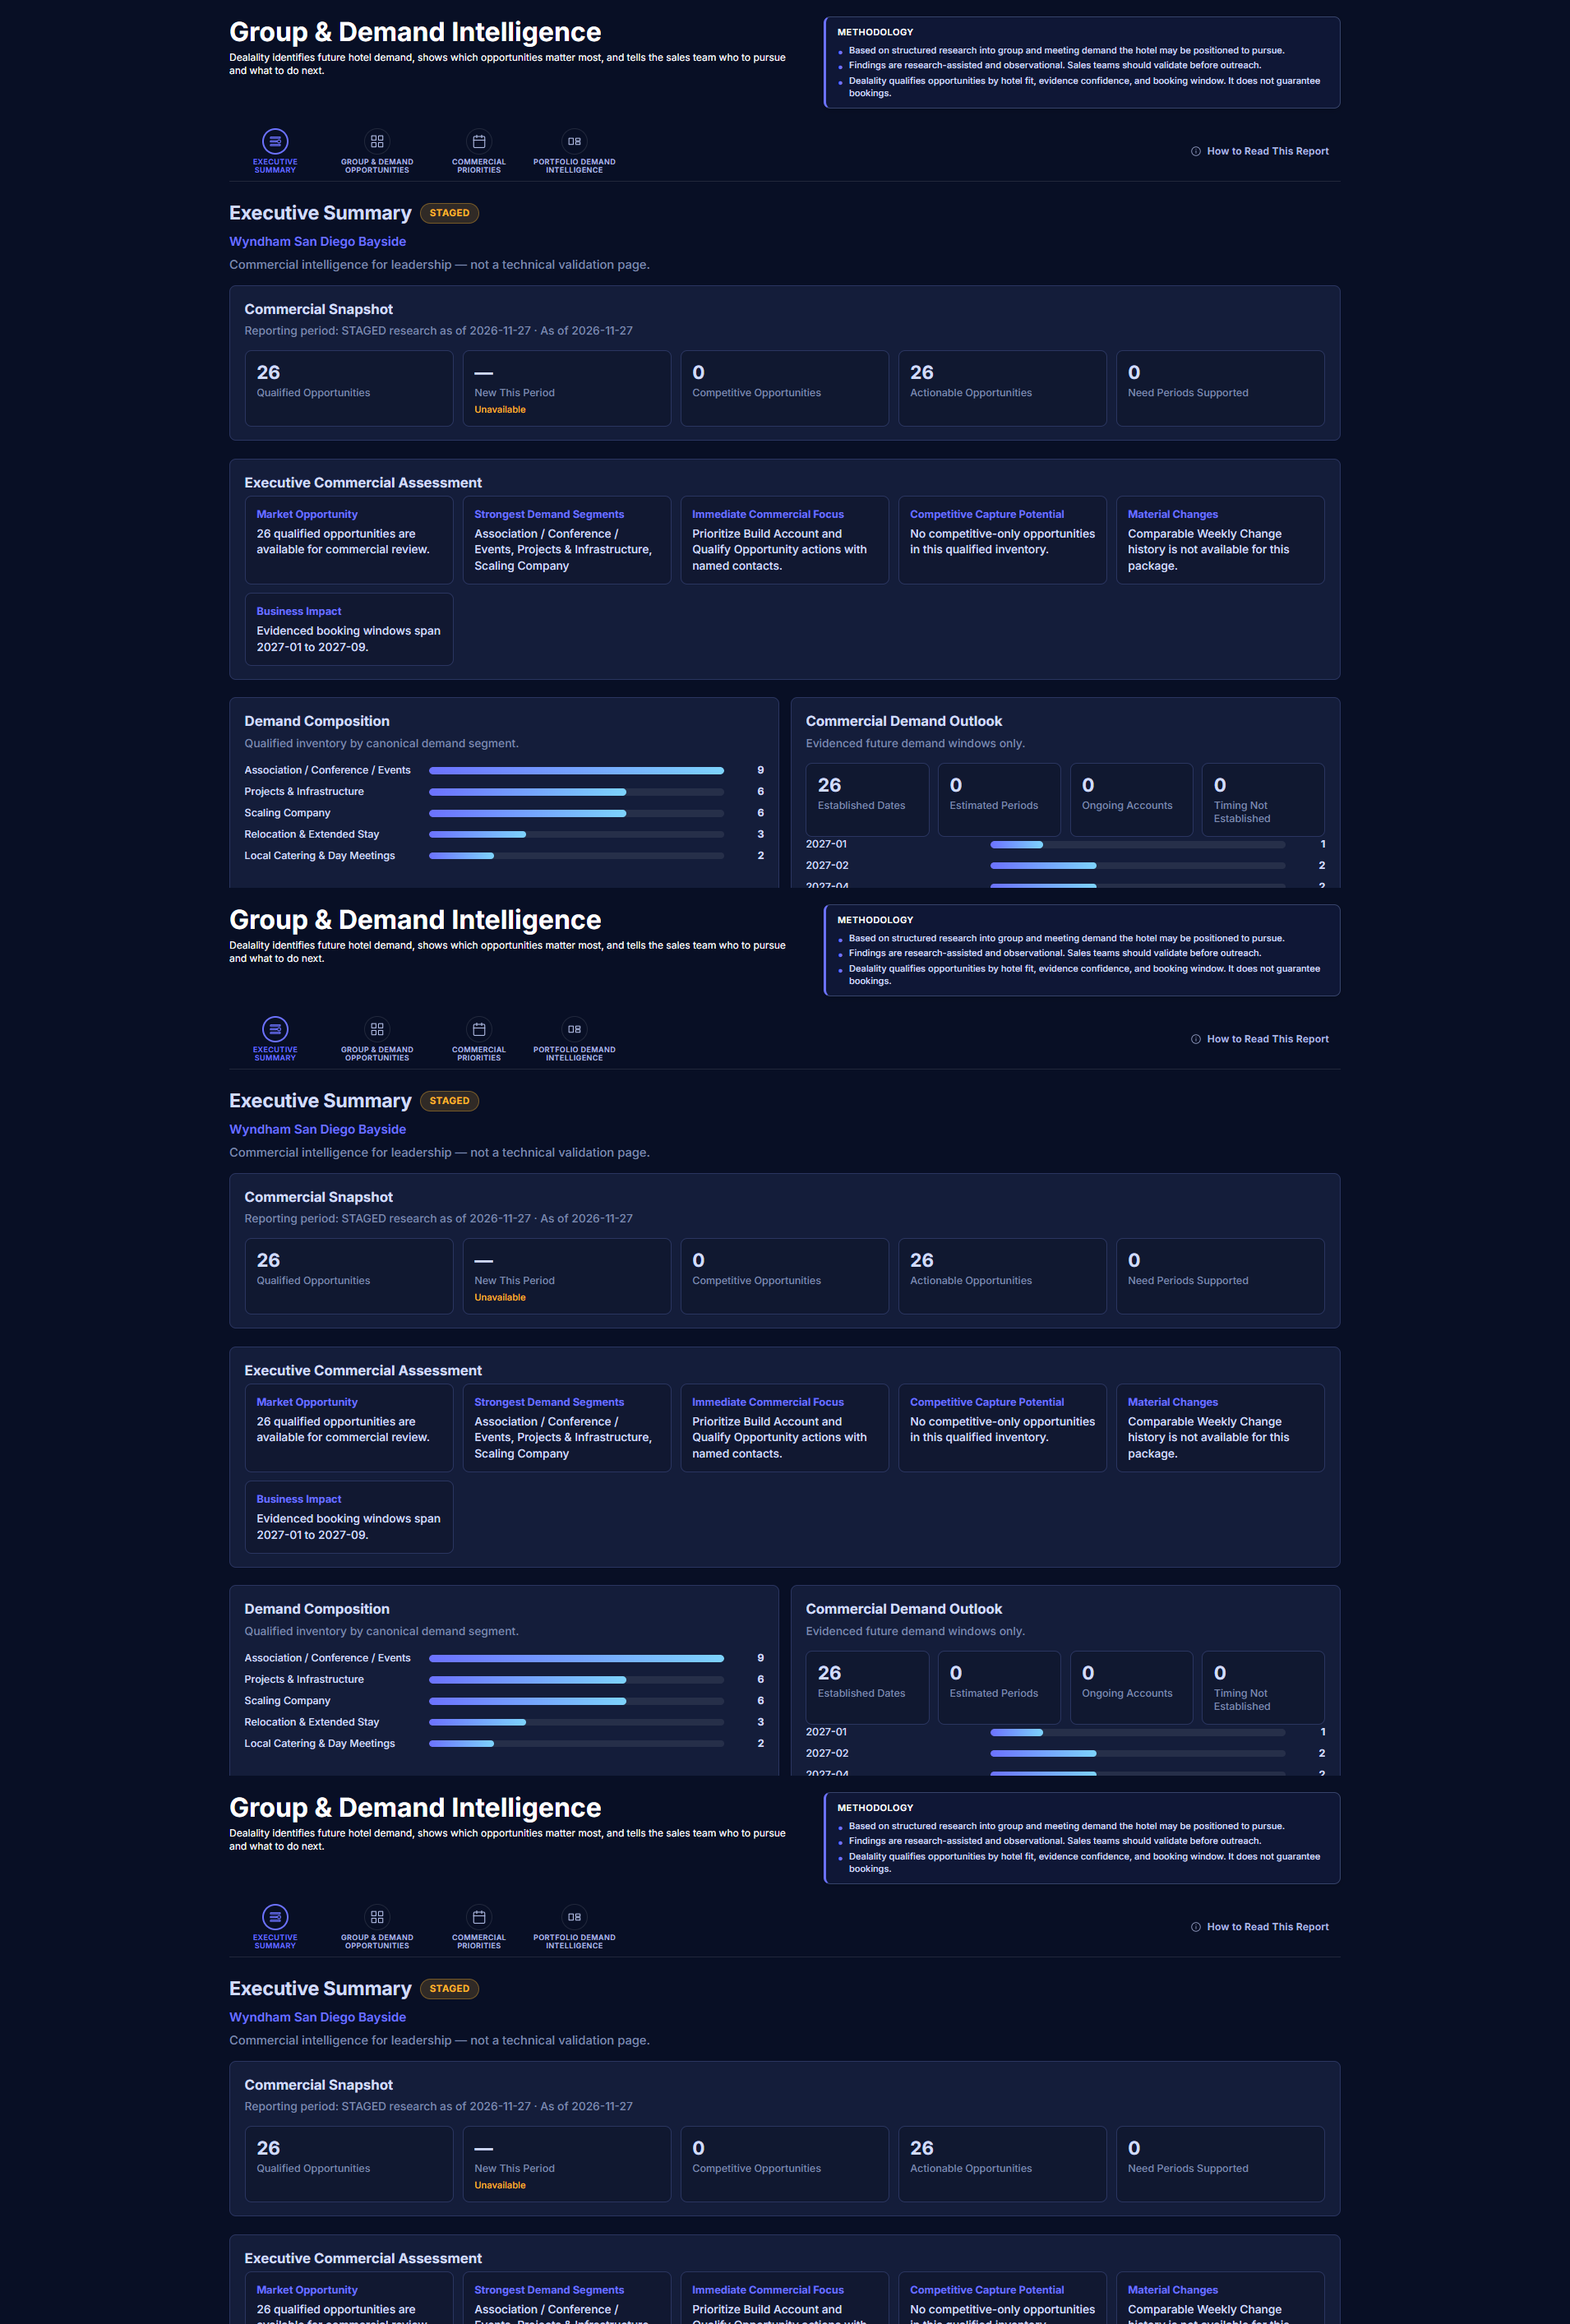 Group & Demand Intelligence
Dealality identifies future hotel demand, shows which opportunities matter most, and tells the sales team who to pursue
and what to do next.
METHODOLOGY
Based on structured research into group and meeting demand the hotel may be positioned to pursue.
Findings are research-assisted and observational. Sales teams should validate before outreach.
Dealality qualifies opportunities by hotel fit, evidence confidence, and booking window. It does not guarantee
bookings.
EXECUTIVE
SUMMARY
GROUP & DEMAND
OPPORTUNITIES
COMMERCIAL
PRIORITIES
PORTFOLIO DEMAND
INTELLIGENCE
How to Read This Report
Executive Summary
STAGED
Wyndham San Diego Bayside
Commercial intelligence for leadership — not a technical validation page.
Commercial Snapshot
Reporting period: STAGED research as of 2026-11-27 · As of 2026-11-27
26
Qualified Opportunities
—
New This Period
Unavailable
0
Competitive Opportunities
26
Actionable Opportunities
0
Need Periods Supported
Executive Commercial Assessment
Market Opportunity
26 qualified opportunities are
available for commercial review.
Strongest Demand Segments
Association / Conference /
Events, Projects & Infrastructure,
Scaling Company
Immediate Commercial Focus
Prioritize Build Account and
Qualify Opportunity actions with
named contacts.
Competitive Capture Potential
No competitive-only opportunities
in this qualified inventory.
Material Changes
Comparable Weekly Change
history is not available for this
package.
Business Impact
Evidenced booking windows span
2027-01 to 2027-09.
Demand Composition
Qualified inventory by canonical demand segment.
Association / Conference / Events 9
Projects & Infrastructure 6
Scaling Company 6
Relocation & Extended Stay 3
Local Catering & Day Meetings 2
Commercial Demand Outlook
Evidenced future demand windows only.
26
Established Dates
0
Estimated Periods
0
Ongoing Accounts
0
Timing Not
Established
2027-01 1
2027-02 2
2027-04 2
Group & Demand Intelligence
Dealality identifies future hotel demand, shows which opportunities matter most, and tells the sales team who to pursue
and what to do next.
METHODOLOGY
Based on structured research into group and meeting demand the hotel may be positioned to pursue.
Findings are research-assisted and observational. Sales teams should validate before outreach.
Dealality qualifies opportunities by hotel fit, evidence confidence, and booking window. It does not guarantee
bookings.
EXECUTIVE
SUMMARY
GROUP & DEMAND
OPPORTUNITIES
COMMERCIAL
PRIORITIES
PORTFOLIO DEMAND
INTELLIGENCE
How to Read This Report
Executive Summary
STAGED
Wyndham San Diego Bayside
Commercial intelligence for leadership — not a technical validation page.
Commercial Snapshot
Reporting period: STAGED research as of 2026-11-27 · As of 2026-11-27
26
Qualified Opportunities
—
New This Period
Unavailable
0
Competitive Opportunities
26
Actionable Opportunities
0
Need Periods Supported
Executive Commercial Assessment
Market Opportunity
26 qualified opportunities are
available for commercial review.
Strongest Demand Segments
Association / Conference /
Events, Projects & Infrastructure,
Scaling Company
Immediate Commercial Focus
Prioritize Build Account and
Qualify Opportunity actions with
named contacts.
Competitive Capture Potential
No competitive-only opportunities
in this qualified inventory.
Material Changes
Comparable Weekly Change
history is not available for this
package.
Business Impact
Evidenced booking windows span
2027-01 to 2027-09.
Demand Composition
Qualified inventory by canonical demand segment.
Association / Conference / Events 9
Projects & Infrastructure 6
Scaling Company 6
Relocation & Extended Stay 3
Local Catering & Day Meetings 2
Commercial Demand Outlook
Evidenced future demand windows only.
26
Established Dates
0
Estimated Periods
0
Ongoing Accounts
0
Timing Not
Established
2027-01 1
2027-02 2
2027-04 2
Group & Demand Intelligence
Dealality identifies future hotel demand, shows which opportunities matter most, and tells the sales team who to pursue
and what to do next.
METHODOLOGY
Based on structured research into group and meeting demand the hotel may be positioned to pursue.
Findings are research-assisted and observational. Sales teams should validate before outreach.
Dealality qualifies opportunities by hotel fit, evidence confidence, and booking window. It does not guarantee
bookings.
EXECUTIVE
SUMMARY
GROUP & DEMAND
OPPORTUNITIES
COMMERCIAL
PRIORITIES
PORTFOLIO DEMAND
INTELLIGENCE
How to Read This Report
Executive Summary
STAGED
Wyndham San Diego Bayside
Commercial intelligence for leadership — not a technical validation page.
Commercial Snapshot
Reporting period: STAGED research as of 2026-11-27 · As of 2026-11-27
26
Qualified Opportunities
—
New This Period
Unavailable
0
Competitive Opportunities
26
Actionable Opportunities
0
Need Periods Supported
Executive Commercial Assessment
Market Opportunity
26 qualified opportunities are
available for commercial review.
Strongest Demand Segments
Association / Conference /
Events, Projects & Infrastructure,
Immediate Commercial Focus
Prioritize Build Account and
Qualify Opportunity actions with
Competitive Capture Potential
No competitive-only opportunities
in this qualified inventory.
Material Changes
Comparable Weekly Change
history is not available for this